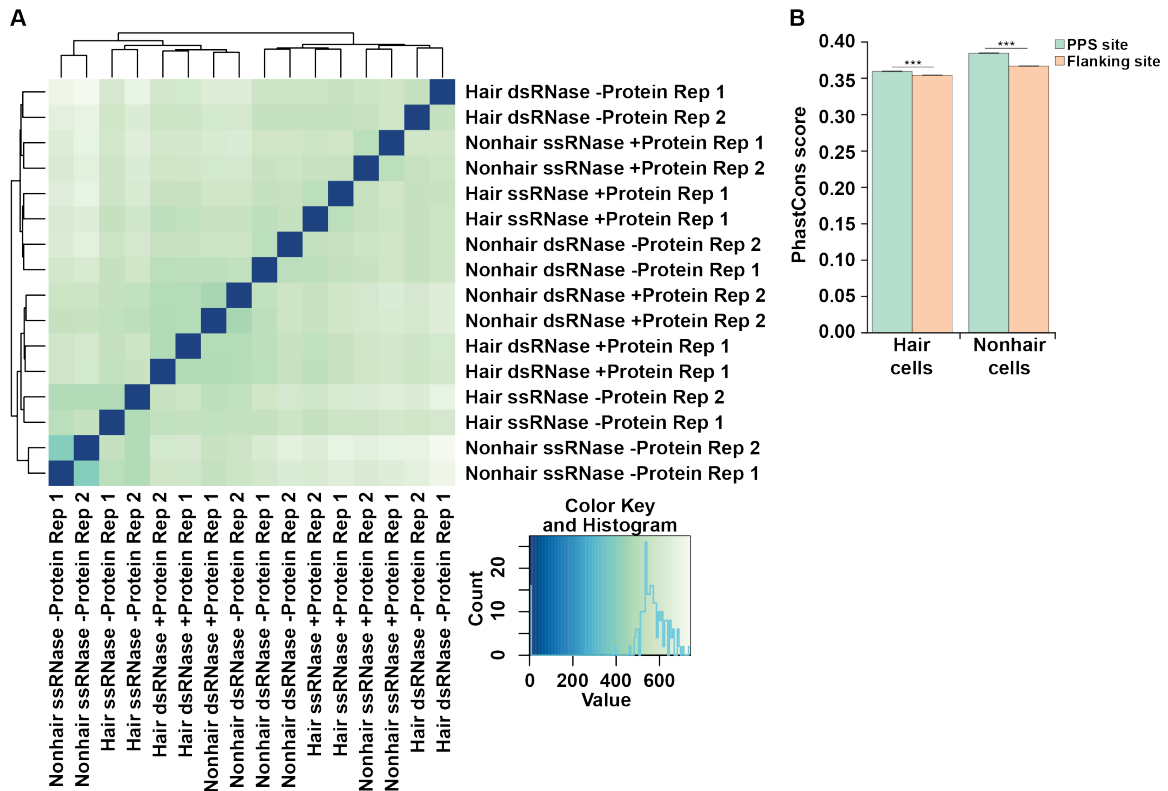 A
Hair dsRNase -Protein Rep 1
Hair dsRNase -Protein Rep 2
Nonhair ssRNase +Protein Rep 1
Nonhair ssRNase +Protein Rep 2
Hair ssRNase +Protein Rep 1
Hair ssRNase +Protein Rep 1
Nonhair dsRNase -Protein Rep 2
Nonhair dsRNase -Protein Rep 1
Nonhair dsRNase +Protein Rep 2
Nonhair dsRNase +Protein Rep 2
Hair dsRNase +Protein Rep 1
Hair dsRNase +Protein Rep 1
Hair ssRNase -Protein Rep 2
Hair ssRNase -Protein Rep 1
Nonhair ssRNase -Protein Rep 2
Nonhair ssRNase -Protein Rep 1
Nonhair ssRNase -Protein Rep 1
Nonhair ssRNase -Protein Rep 2
Hair ssRNase -Protein Rep 1
Hair ssRNase -Protein Rep 2
Hair dsRNase +Protein Rep 2
Hair dsRNase +Protein Rep 1
Nonhair dsRNase +Protein Rep 1
Nonhair dsRNase -Protein Rep 2
Nonhair dsRNase -Protein Rep 1
Nonhair dsRNase -Protein Rep 2
Hair ssRNase +Protein Rep 2
Hair ssRNase +Protein Rep 1
Nonhair ssRNase +Protein Rep 2
Nonhair ssRNase +Protein Rep 1
Hair dsRNase -Protein Rep 2
Hair dsRNase -Protein Rep 1
Color Key
and Histogram
Count
0 10 20
0 200 400 600
Value
B
PhastCons score
0.40
0.35
0.30
0.25
0.20
0.15
0.10
0.05
0.00
***
***
PPS site
Flanking site
Hair
cells
Nonhair
cells